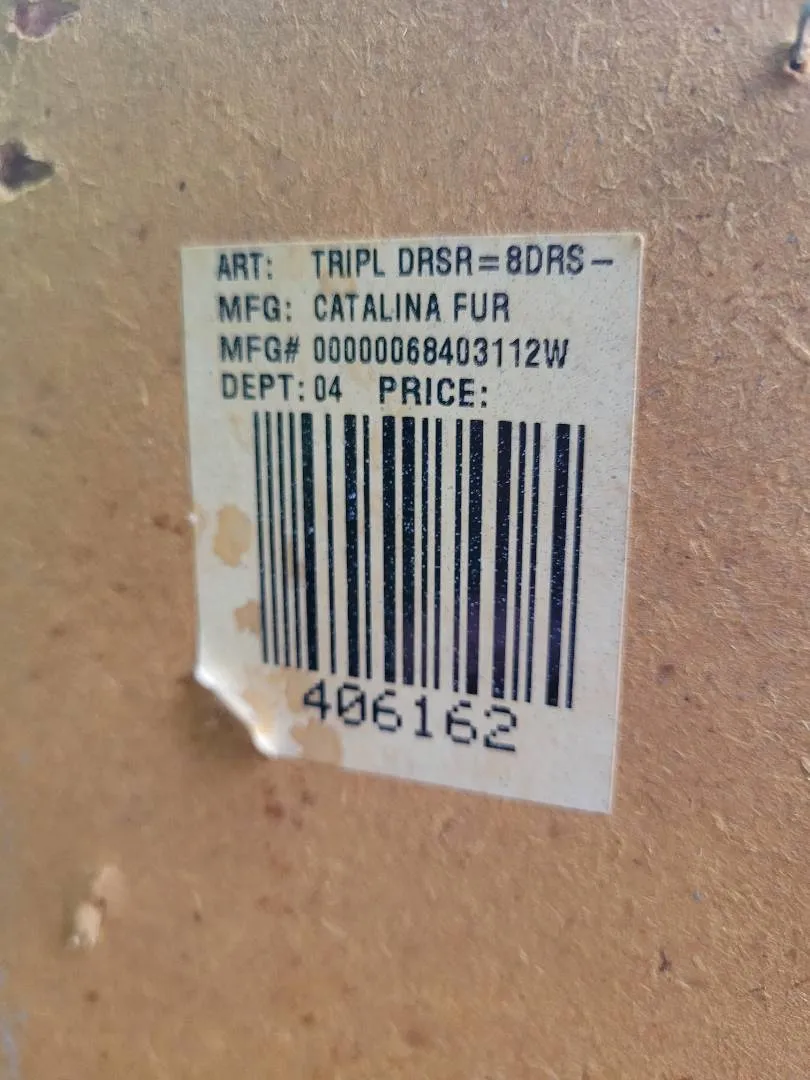 ART: TRIPL DRSR=8DRS-
MFG: CATALINA FUR
MFG# 00000068403112W
DEPT: 04 PRICE:
406162